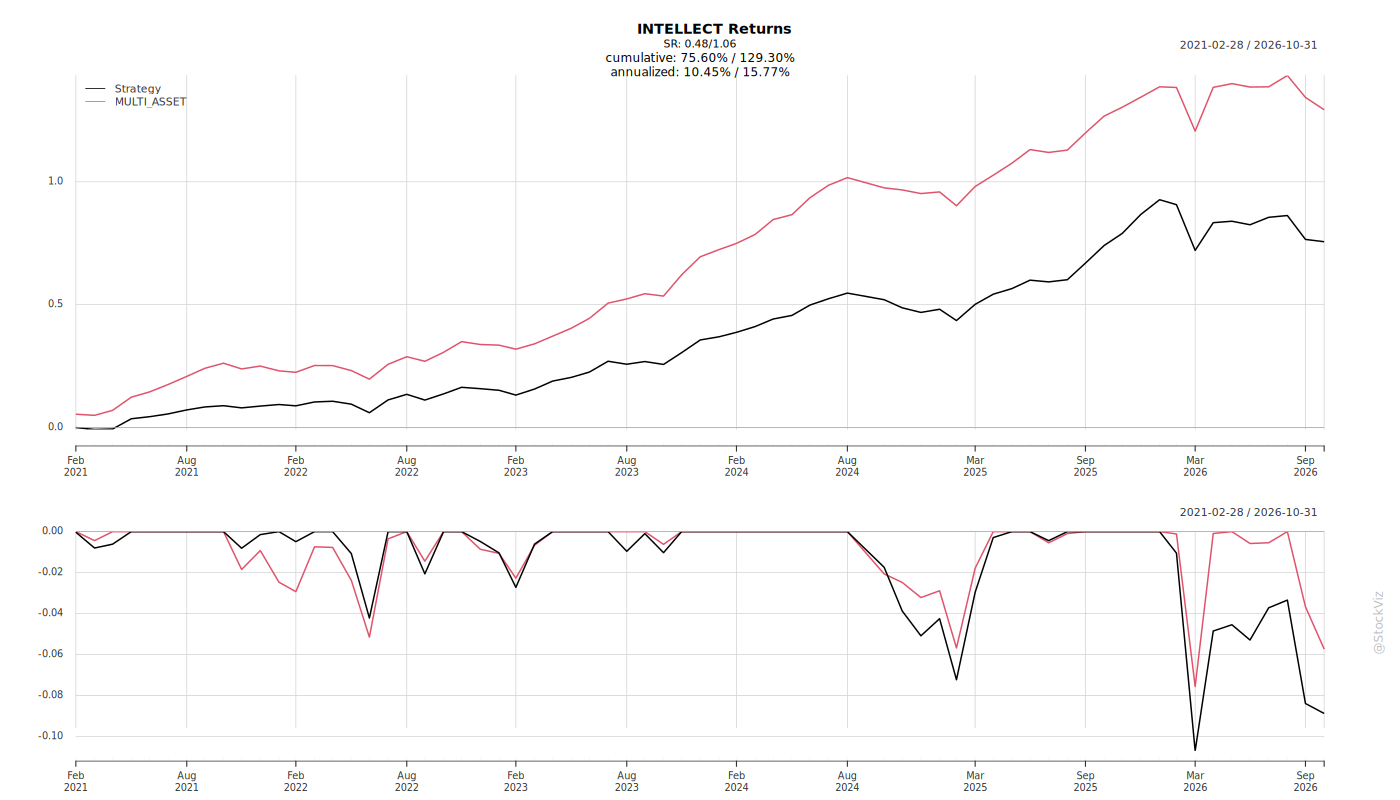 INTELLECT Returns
SR: 0.48/1.06
cumulative: 75.60% / 129.30%
annualized: 10.45% / 15.77%
2021-02-28 / 2026-10-31
Strategy
MULTI_ASSET
1.0
0.5
0.0
Feb Aug Feb Aug Feb Aug Feb Aug Mar Sep Mar Sep
2021 2021 2022 2022 2023 2023 2024 2024 2025 2025 2026 2026
2021-02-28 / 2026-10-31
0.00
-0.02
-0.04
-0.06
-0.08
-0.10
Feb Aug Feb Aug Feb Aug Feb Aug Mar Sep Mar Sep
2021 2021 2022 2022 2023 2023 2024 2024 2025 2025 2026 2026
@StockViz